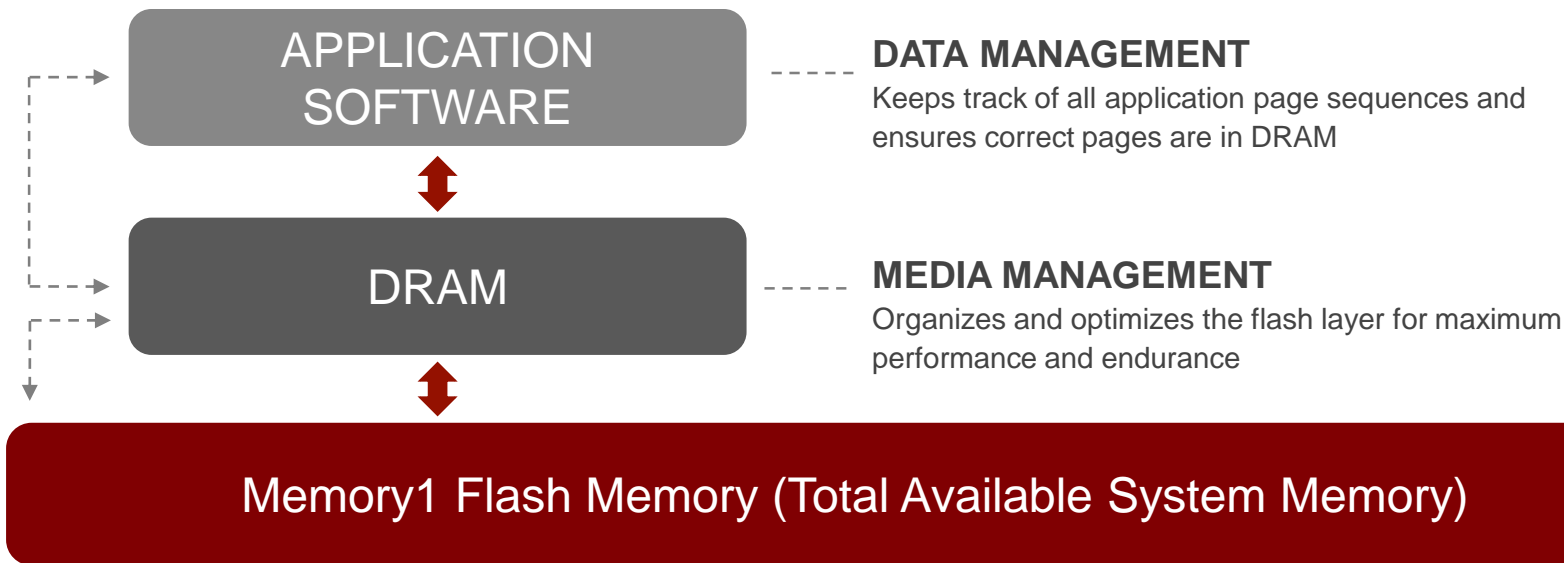 APPLICATION
SOFTWARE
DATA MANAGEMENT
Keeps track of all application page sequences and
ensures correct pages are in DRAM
DRAM
MEDIA MANAGEMENT
Organizes and optimizes the flash layer for maximum
performance and endurance
Memory1 Flash Memory (Total Available System Memory)